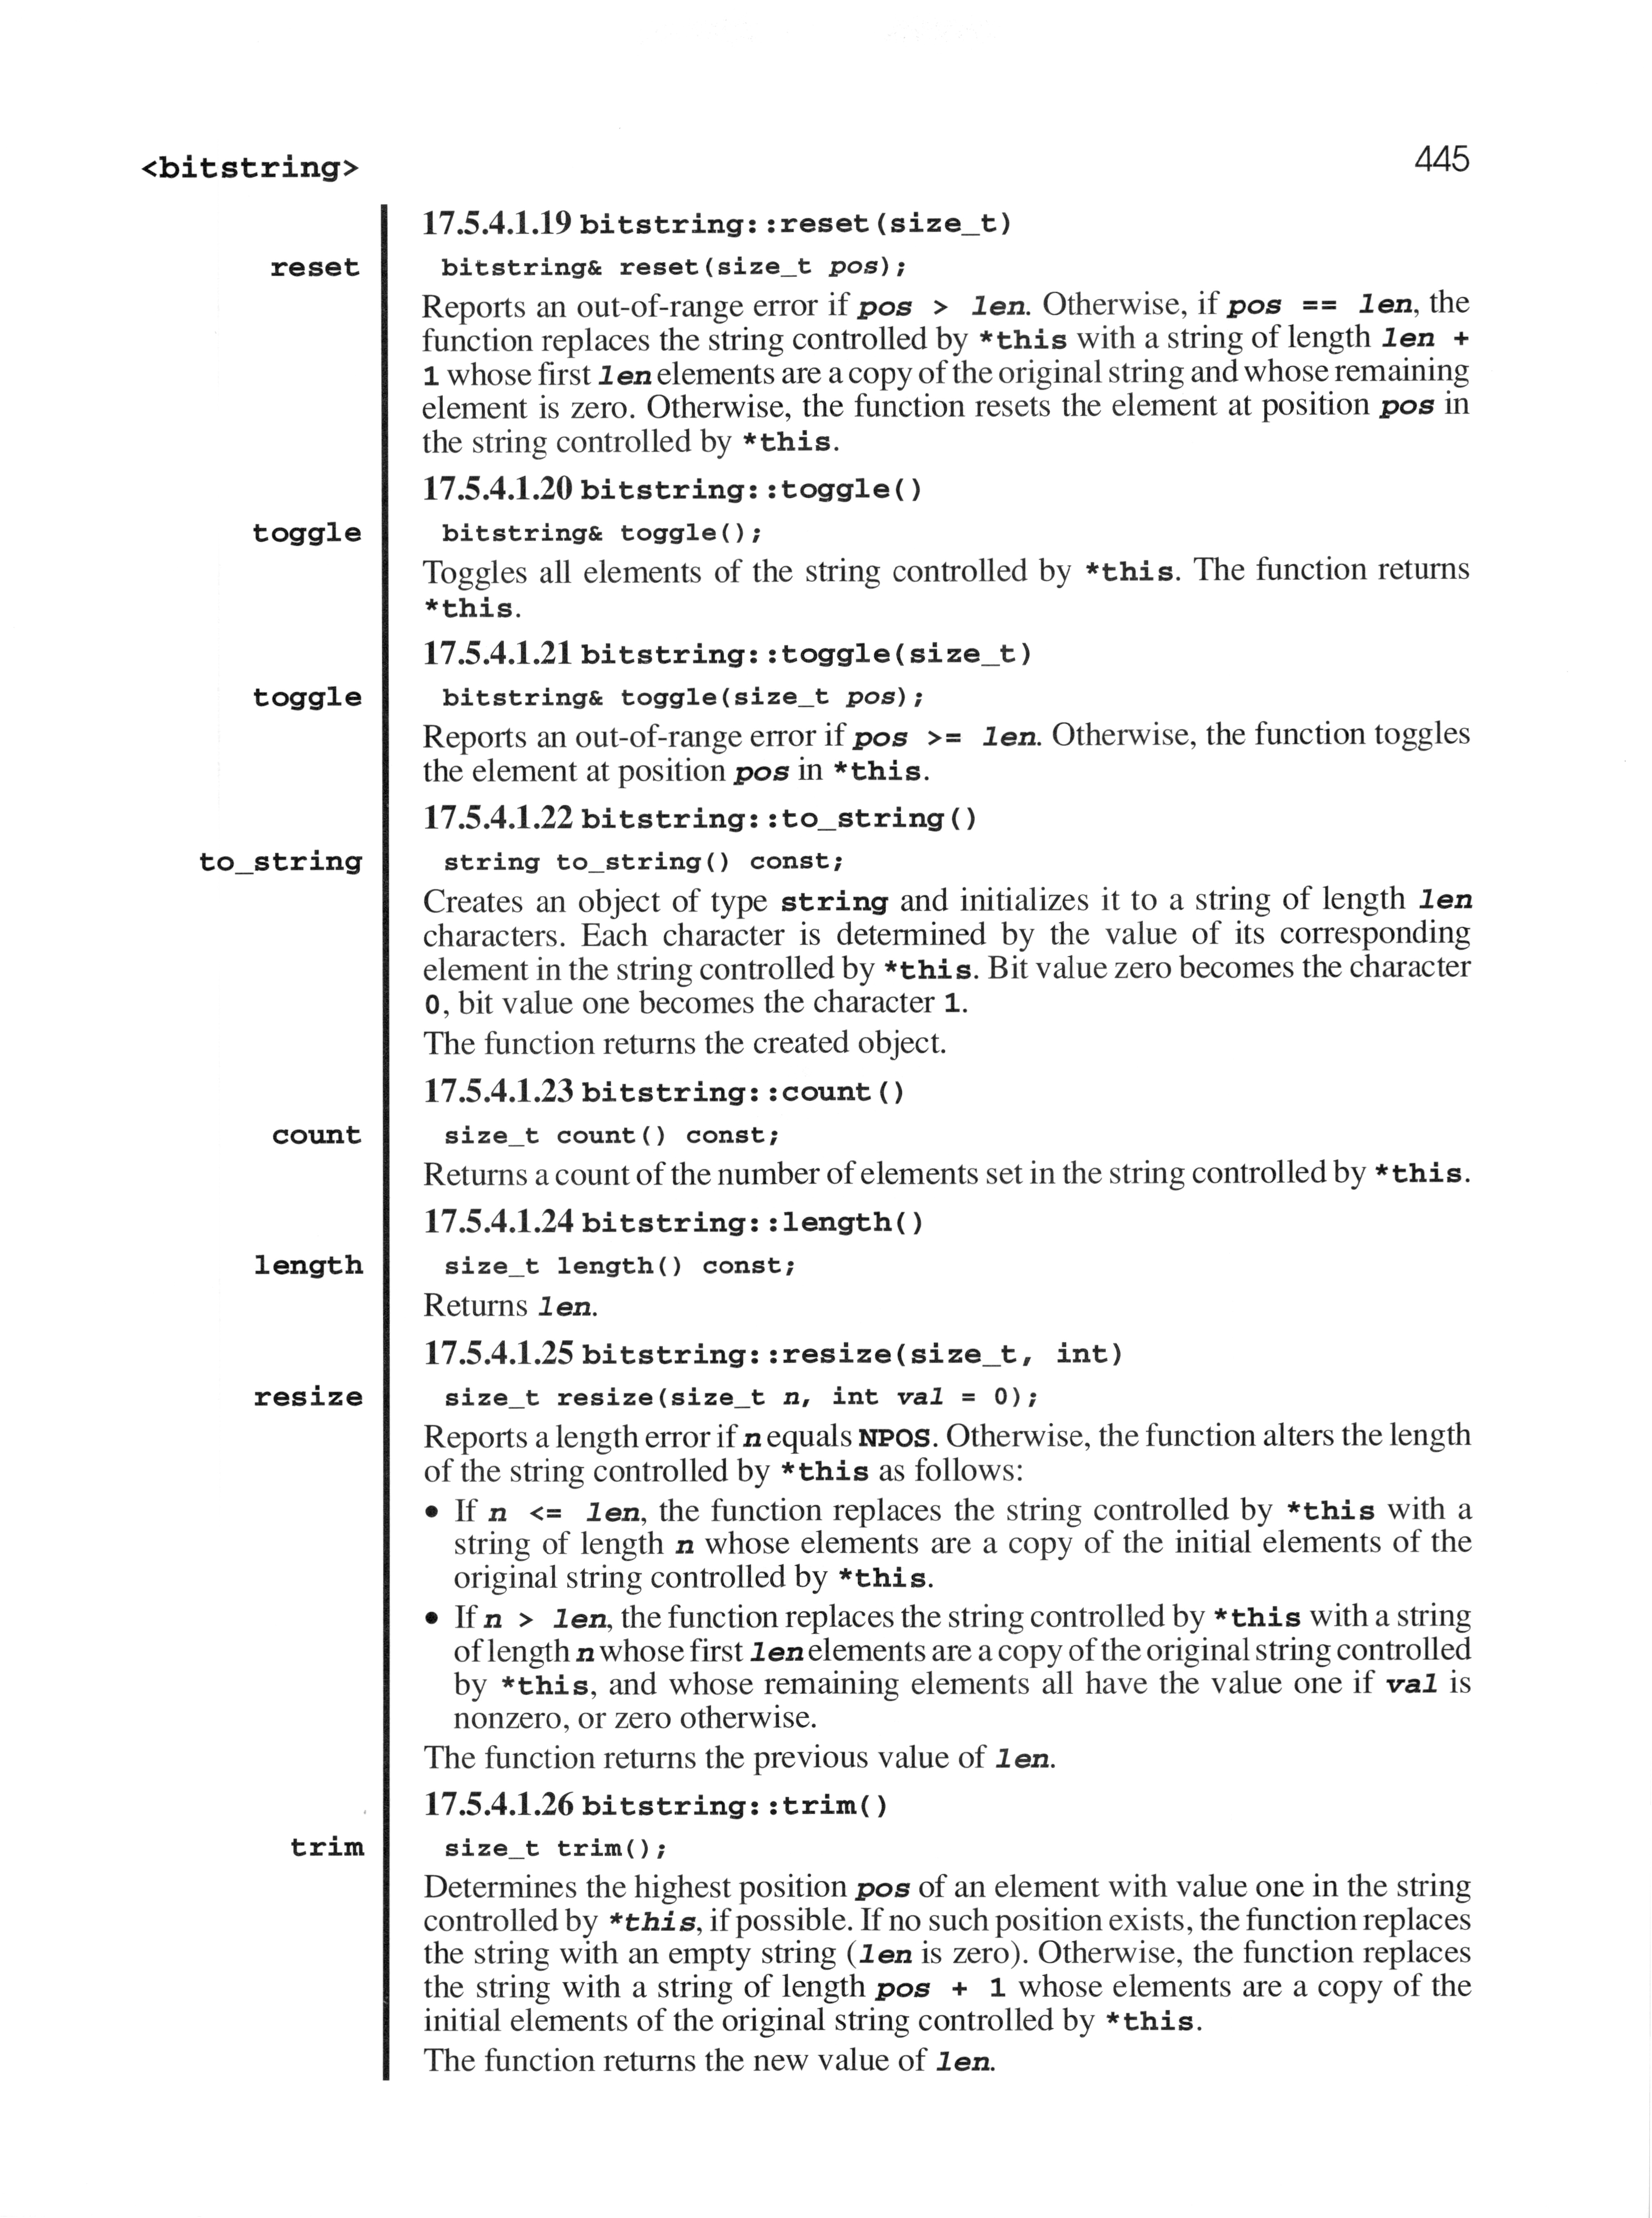 <bitstring> 445
17.5.4.1.19 bitstring::reset(size_t)
reset bitstring& reset(size_t pos);
Reports an out-of-range error if pos > len. Otherwise, if pos == len, the
function replaces the string controlled by *this with a string of length len +
1 whose first len elements are a copy of the original string and whose remaining
element is zero. Otherwise, the function resets the element at position pos in
the string controlled by *this.
17.5.4.1.20 bitstring::toggle()
toggle bitstring& toggle();
Toggles all elements of the string controlled by *this. The function returns
*this.
17.5.4.1.21 bitstring::toggle(size_t)
toggle bitstring& toggle(size_t pos);
Reports an out-of-range error if pos >= len. Otherwise, the function toggles
the element at position pos in *this.
17.5.4.1.22 bitstring::to_string()
to_string string to_string() const;
Creates an object of type string and initializes it to a string of length len
characters. Each character is determined by the value of its corresponding
element in the string controlled by *this. Bit value zero becomes the character
0, bit value one becomes the character 1.
The function returns the created object.
17.5.4.1.23 bitstring::count()
count size_t count() const;
Returns a count of the number of elements set in the string controlled by *this.
17.5.4.1.24 bitstring::length()
length size_t length() const;
Returns len.
17.5.4.1.25 bitstring::resize(size_t, int)
resize size_t resize(size_t n, int val = 0);
Reports a length error if n equals NPOS. Otherwise, the function alters the length
of the string controlled by *this as follows:
• If n <= len, the function replaces the string controlled by *this with a
string of length n whose elements are a copy of the initial elements of the
original string controlled by *this.
• If n > len, the function replaces the string controlled by *this with a string
of length n whose first len elements are a copy of the original string controlled
by *this, and whose remaining elements all have the value one if val is
nonzero, or zero otherwise.
The function returns the previous value of len.
17.5.4.1.26 bitstring::trim()
trim size_t trim();
Determines the highest position pos of an element with value one in the string
controlled by *this, if possible. If no such position exists, the function replaces
the string with an empty string (len is zero). Otherwise, the function replaces
the string with a string of length pos + 1 whose elements are a copy of the
initial elements of the original string controlled by *this.
The function returns the new value of len.